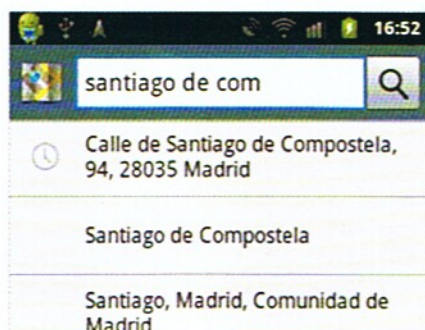 16:52
santiago de com
Calle de Santiago de Compostela,
94, 28035 Madrid
Santiago de Compostela
Santiago, Madrid, Comunidad de
Madrid